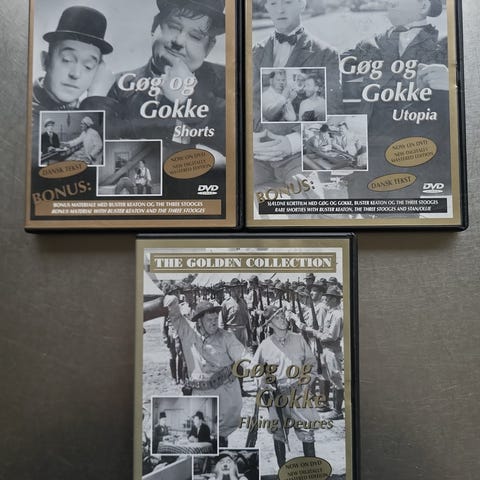 Gøg og
Gokke
Shorts
DANSK TEKST
NOW ON DVD
NEW DIGITALLY
MASTERED EDITION
BONUS:
DVD
BONUS MATERIALE MED BUSTER KEATON OG THE THREE STOOGES
BONUS MATERIAL WITH BUSTER KEATON AND THE THREE STOOGES
Gøg og
Gokke
Utopia
NOW ON DVD
NEW DIGITALLY
MASTERED EDITION
DANSK TEKST
BONUS:
DVD
SJÆLDNE KORTFILM MED GØG OG GOKKE, BUSTER KEATON OG THE THREE STOOGES
RARE SHORTIES WITH BUSTER KEATON, THE THREE STOOGES AND STAN/OLLIE
THE GOLDEN COLLECTION
Gøg og
Gokke
Flying Deuces
NOW ON DVD
NEW DIGITALLY
MASTERED EDITION